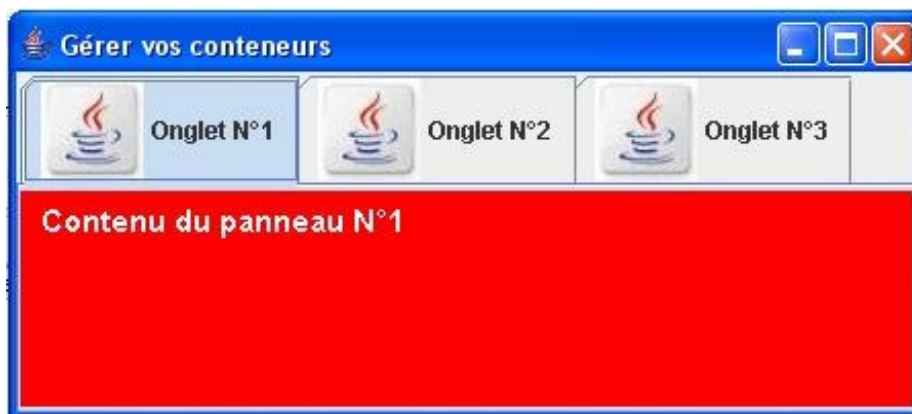 Gérer vos conteneurs
Onglet N°1 Onglet N°2 Onglet N°3
Contenu du panneau N°1